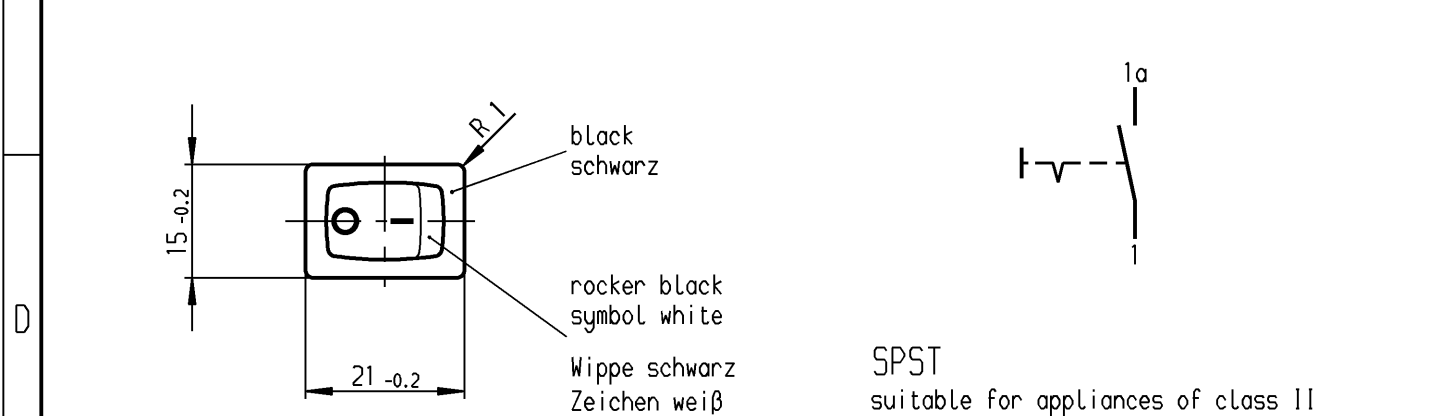 1a
R 1
black
schwarz
15 -0.2
1
rocker black
symbol white
D
SPST
Wippe schwarz
21 -0.2
Zeichen weiß
suitable for appliances of class II